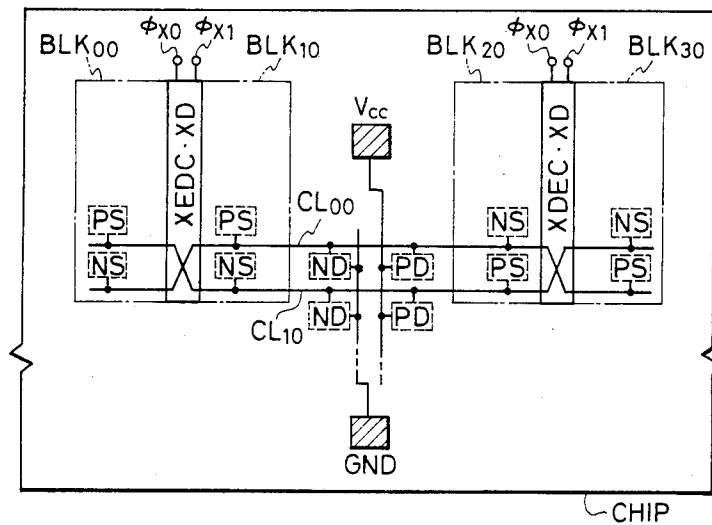 ΦX0 ΦX1 ΦX0 ΦX1
BLK00 BLK10 BLK20 BLK30
XEDC·XD
Vcc
XDEC·XD
PS PS CL00 NS NS
NS NS ND PD PS PS
ND PD
CL10
GND
CHIP